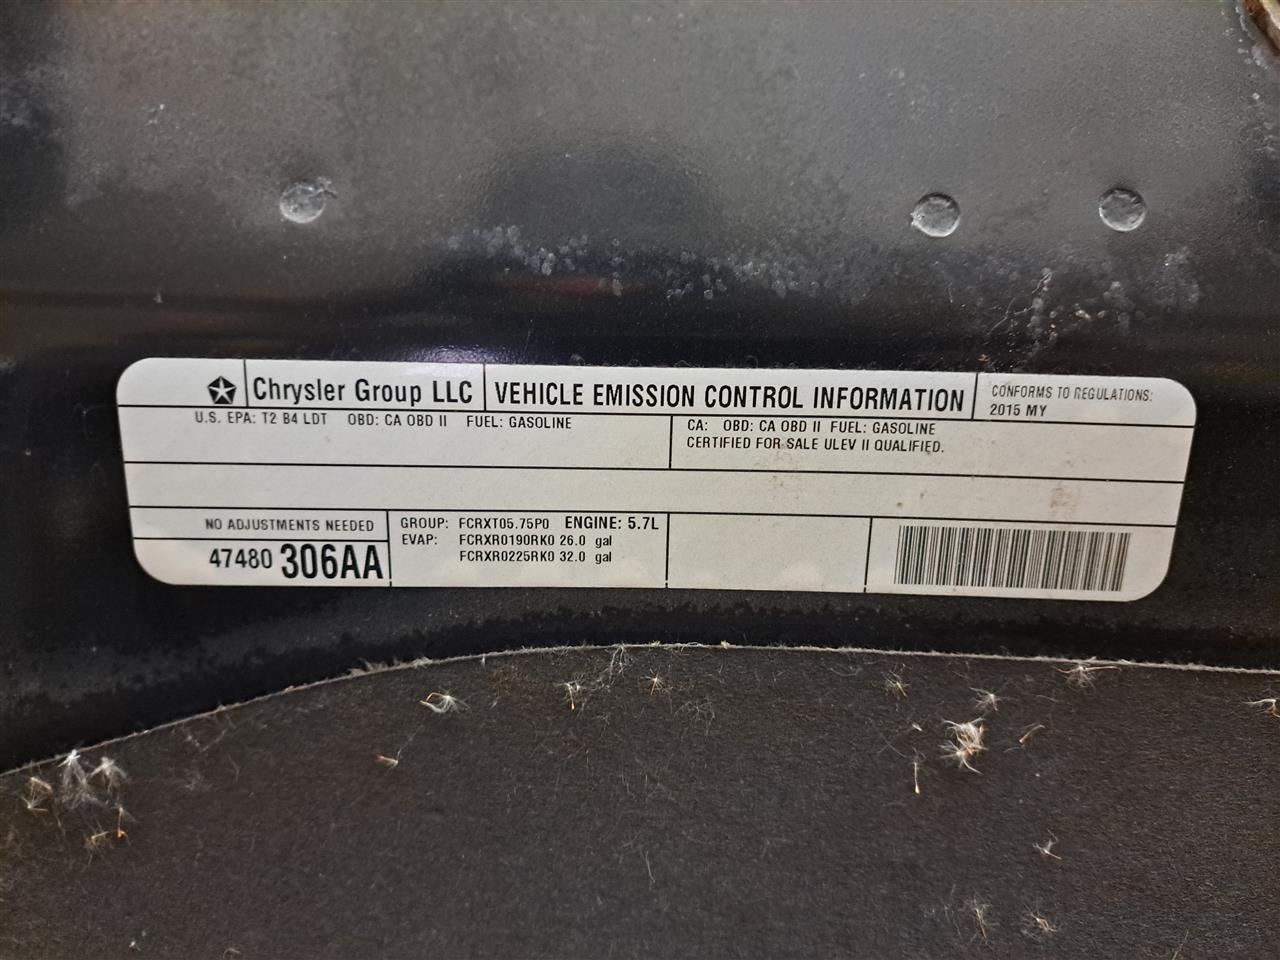 Chrysler Group LLC
VEHICLE EMISSION CONTROL INFORMATION
CONFORMS TO REGULATIONS:
2015 MY
U.S. EPA: T2 B4 LDT OBD: CA OBD II FUEL: GASOLINE
CA: OBD: CA OBD II FUEL: GASOLINE
CERTIFIED FOR SALE ULEV II QUALIFIED.
NO ADJUSTMENTS NEEDED
47480 306AA
GROUP: FCRXT05.75P0 ENGINE: 5.7L
EVAP: FCRXR0190RK0 26.0 gal
FCRXR0225RK0 32.0 gal